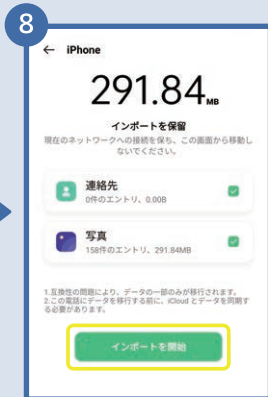 8
← iPhone
291.84MB
インポートを保留
現在のネットワークへの接続を保ち、この画面から移動し
ないでください。
連絡先
0件のエントリ、0.00B
写真
158件のエントリ、291.84MB
1.互換性の問題により、データの一部のみが移行されます。
2.この電話にデータを移行する前に、iCloud とデータを同期す
る必要があります。
インポートを開始